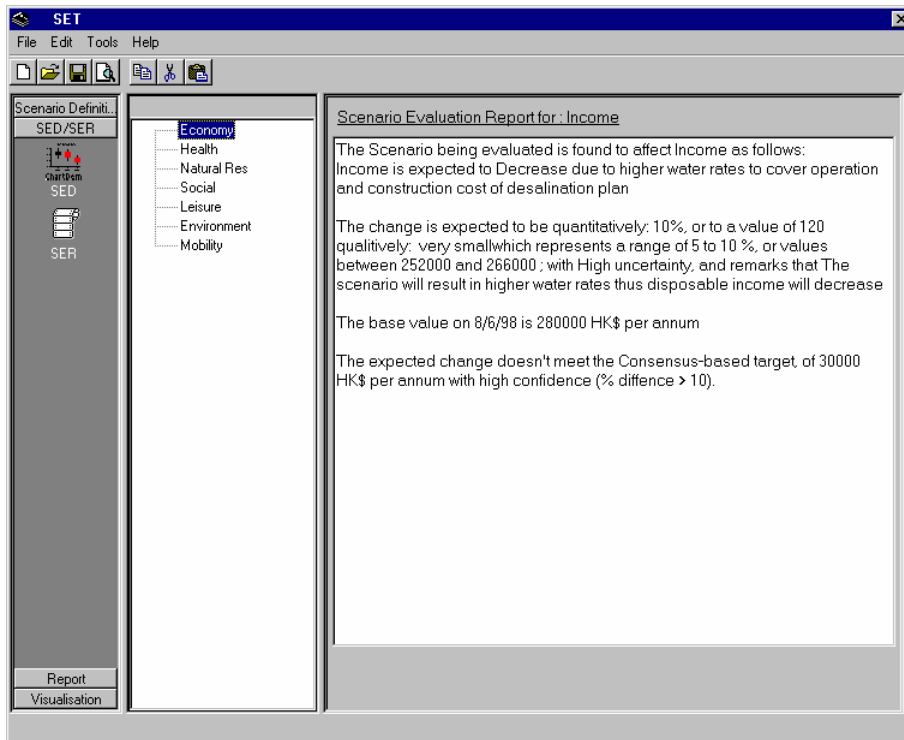 SET
File Edit Tools Help
Scenario Definiti...
SED/SER
ChartDem
SED
SER
Report
Visualisation
Economy
Health
Natural Res
Social
Leisure
Environment
Mobility
Scenario Evaluation Report for : Income
The Scenario being evaluated is found to affect Income as follows:
Income is expected to Decrease due to higher water rates to cover operation
and construction cost of desalination plan
The change is expected to be quantitatively: 10%, or to a value of 120
qualitively:  very smallwhich represents a range of 5 to 10 %, or values
between 252000 and 266000 ; with High uncertainty, and remarks that The
scenario will result in higher water rates thus disposable income will decrease
The base value on 8/6/98 is 280000 HK$ per annum
The expected change doesn't meet the Consensus-based target, of 30000
HK$ per annum with high confidence (% diffence > 10).